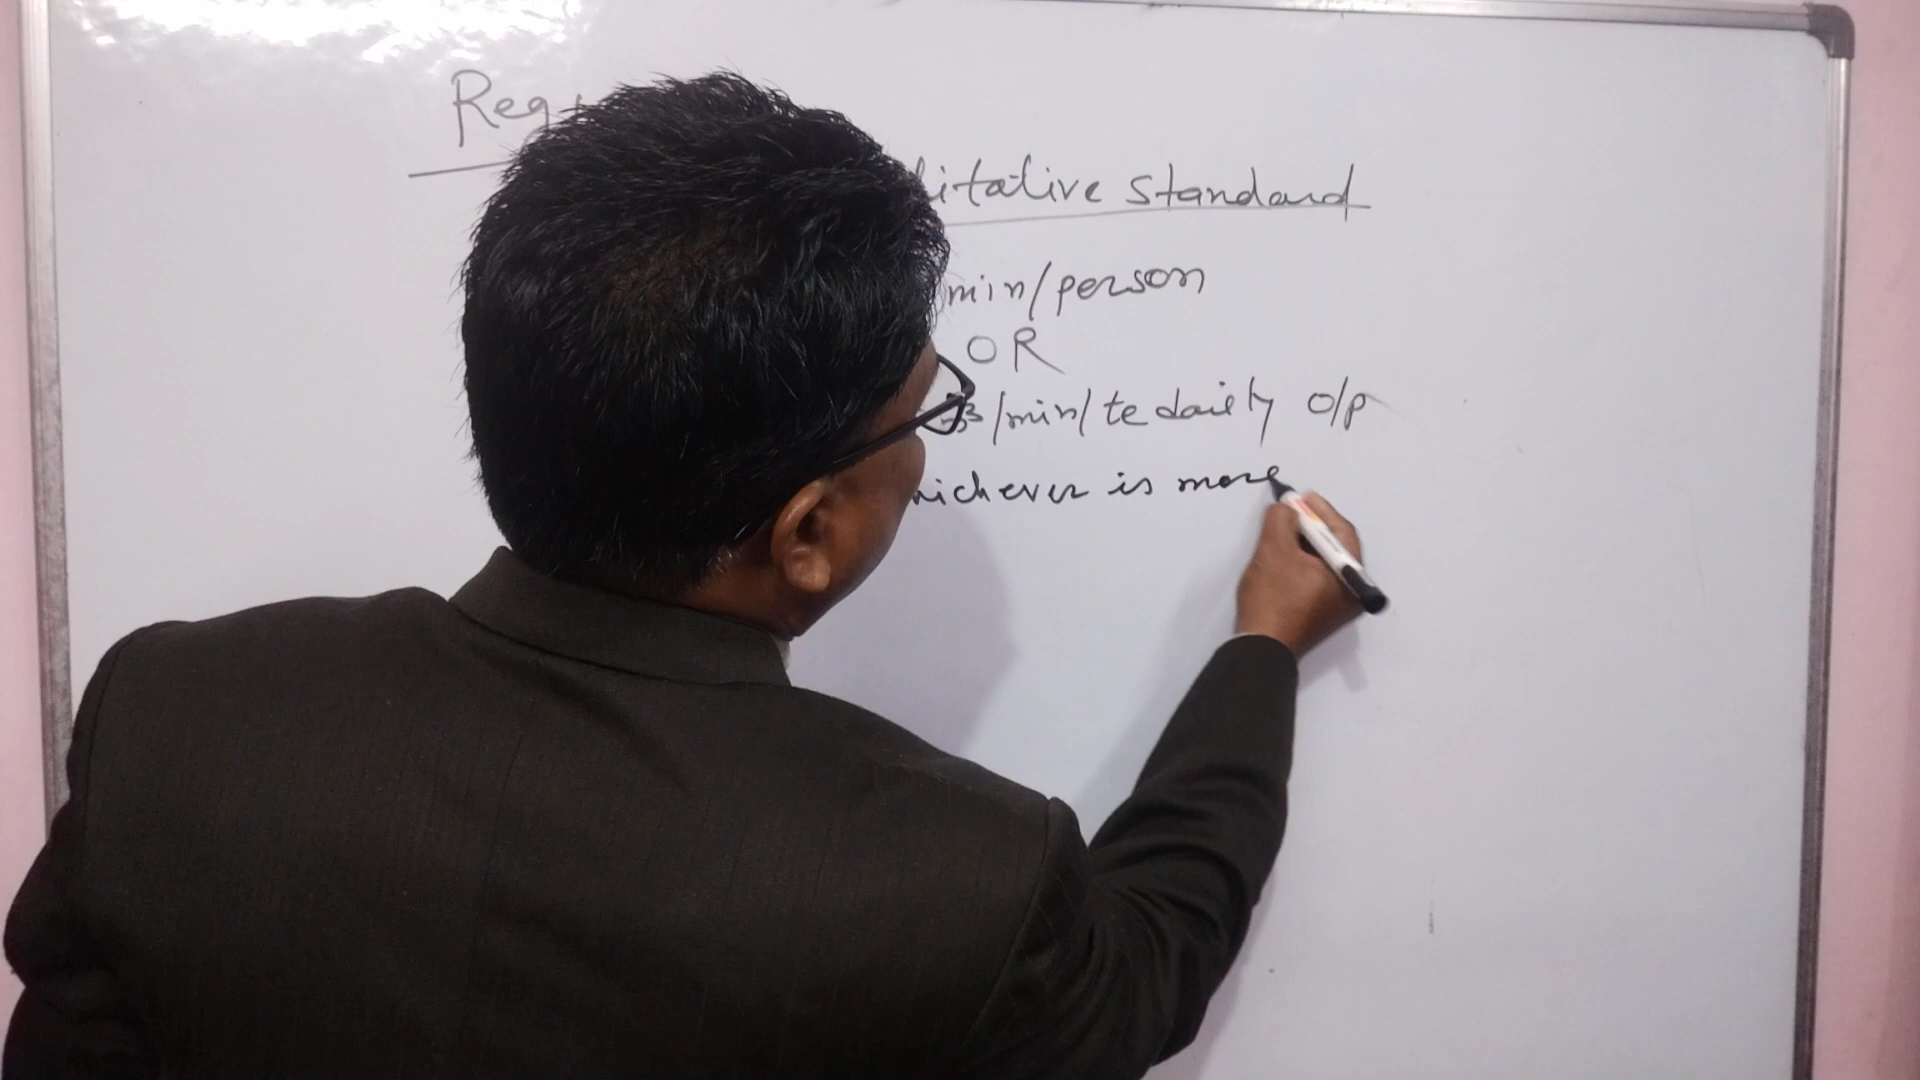 Reg
litative standard
min/person
OR
/min/te daily o/p
hichever is more